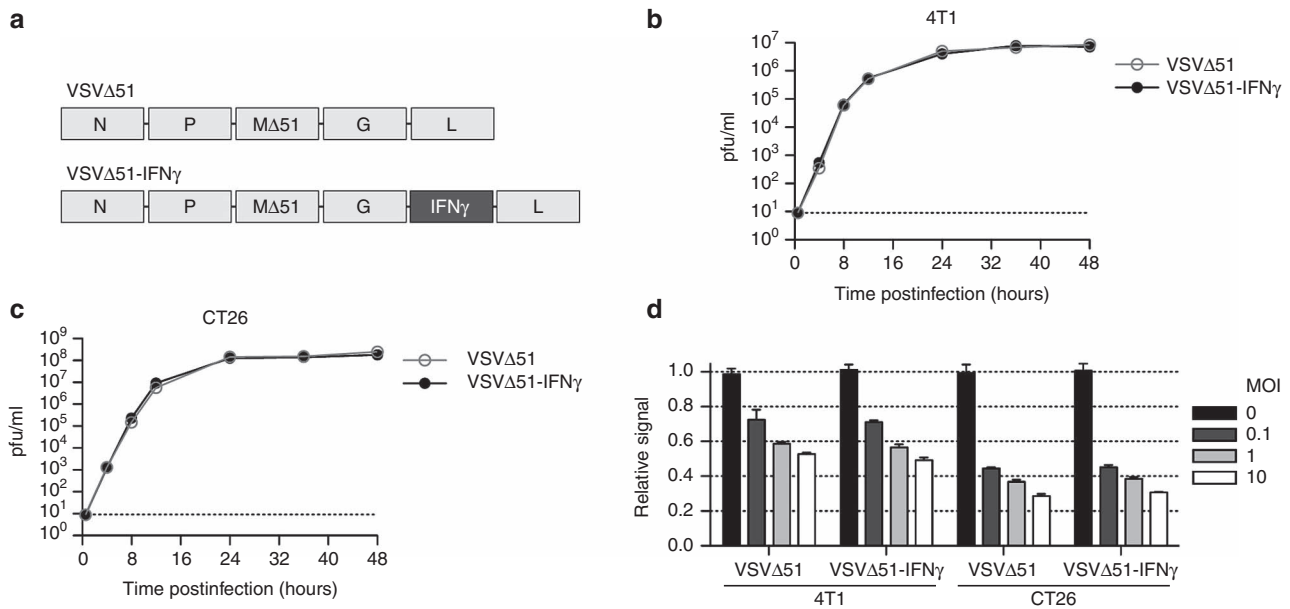 a
VSVΔ51
N P MΔ51 G L
VSVΔ51-IFNγ
N P MΔ51 G IFNγ L
b
4T1
10⁷
10⁶
10⁵
10⁴
10³
10²
10¹
10⁰
pfu/ml
0 8 16 24 32 40 48
Time postinfection (hours)
VSVΔ51
VSVΔ51-IFNγ
c
CT26
10⁹
10⁸
10⁷
10⁶
10⁵
10⁴
10³
10²
10¹
10⁰
pfu/ml
0 8 16 24 32 40 48
Time postinfection (hours)
VSVΔ51
VSVΔ51-IFNγ
d
1.0
0.8
0.6
0.4
0.2
0.0
Relative signal
VSVΔ51 VSVΔ51-IFNγ VSVΔ51 VSVΔ51-IFNγ
4T1 CT26
MOI
0
0.1
1
10